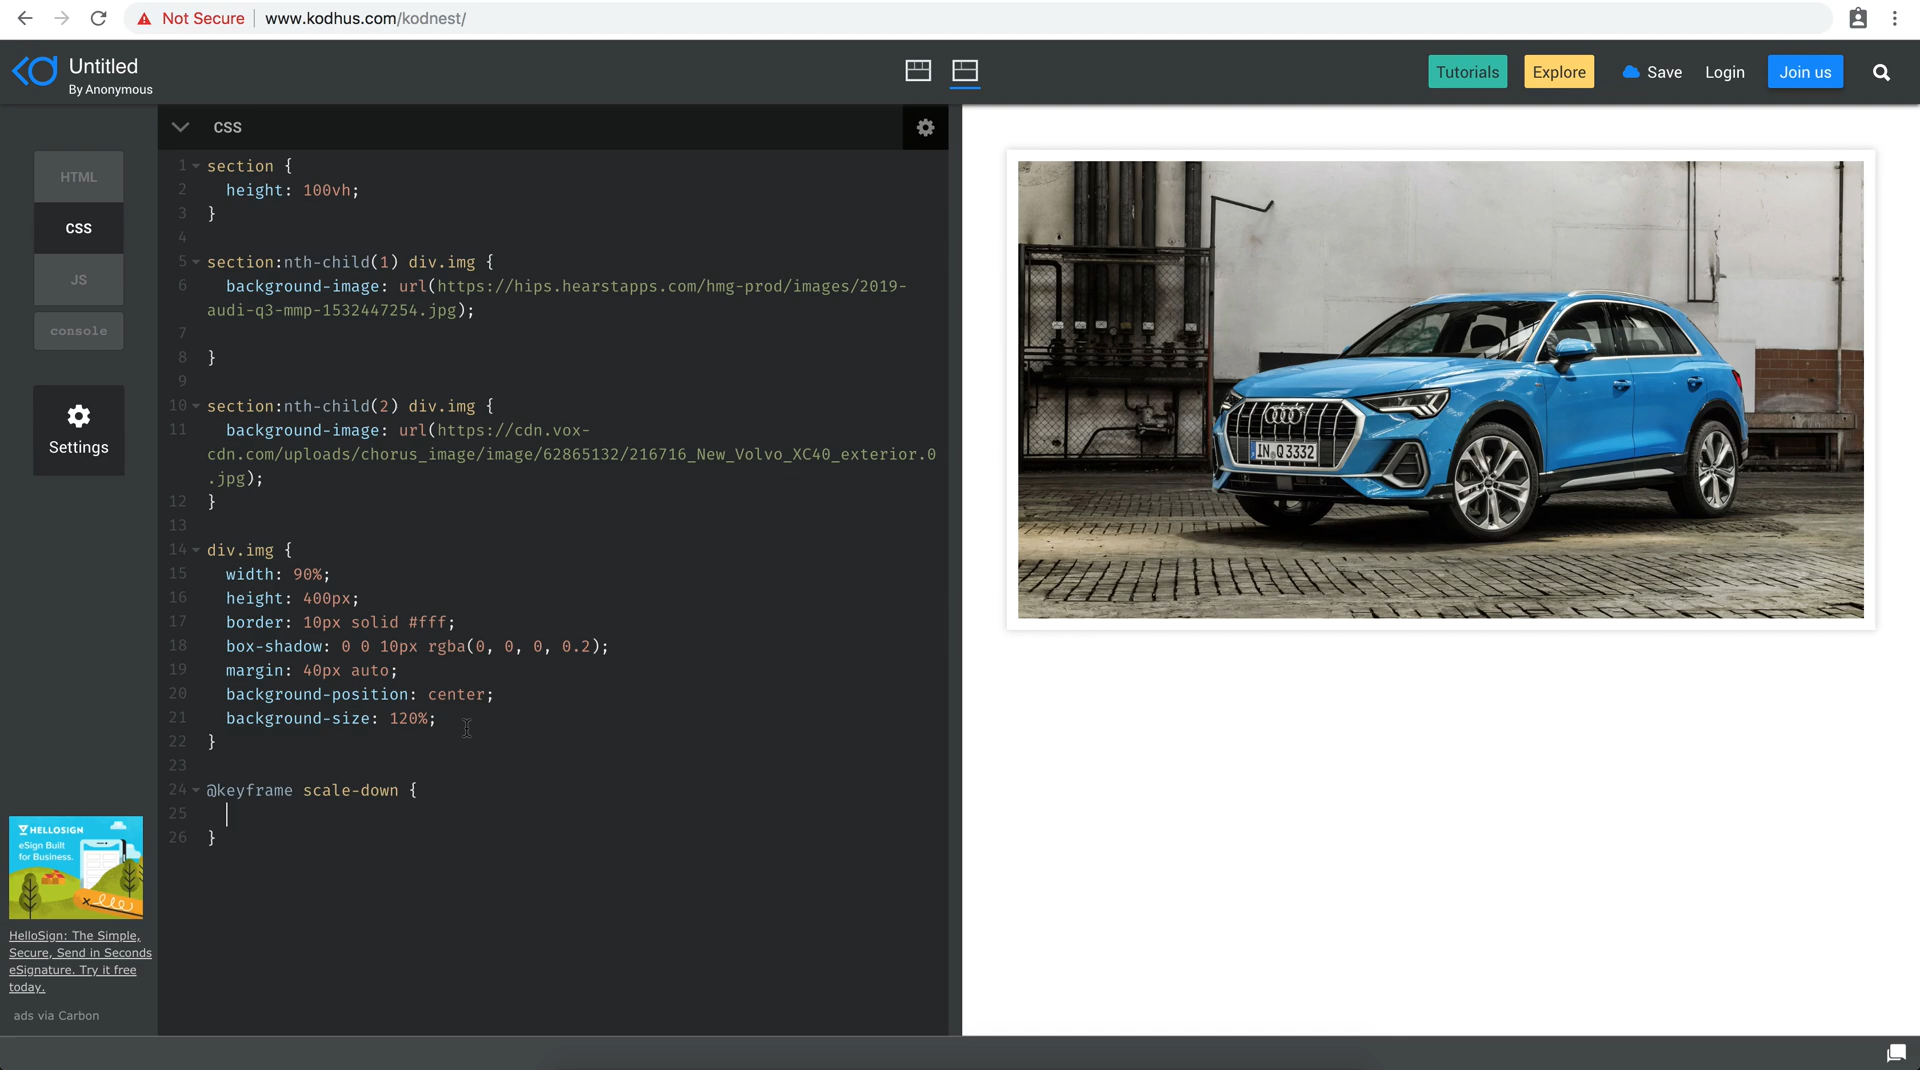 Not Secure www.kodhus.com/kodnest/
Untitled
By Anonymous
Tutorials Explore Save Login Join us
CSS
HTML
CSS
JS
console
Settings
1 section {
2 height: 100vh;
3 }
4
5 section:nth-child(1) div.img {
6 background-image: url(https://hips.hearstapps.com/hmg-prod/images/2019-
audi-q3-mmp-1532447254.jpg);
7
8 }
9
10 section:nth-child(2) div.img {
11 background-image: url(https://cdn.vox-
cdn.com/uploads/chorus_image/image/62865132/216716_New_Volvo_XC40_exterior.0
.jpg);
12 }
13
14 div.img {
15 width: 90%;
16 height: 400px;
17 border: 10px solid #fff;
18 box-shadow: 0 0 10px rgba(0, 0, 0, 0.2);
19 margin: 40px auto;
20 background-position: center;
21 background-size: 120%;
22 }
23
24 @keyframe scale-down {
25
26 }
IN Q 3332
HELLOSIGN
eSign Built
for Business.
HelloSign: The Simple,
Secure, Send in Seconds
eSignature. Try it free
today.
ads via Carbon